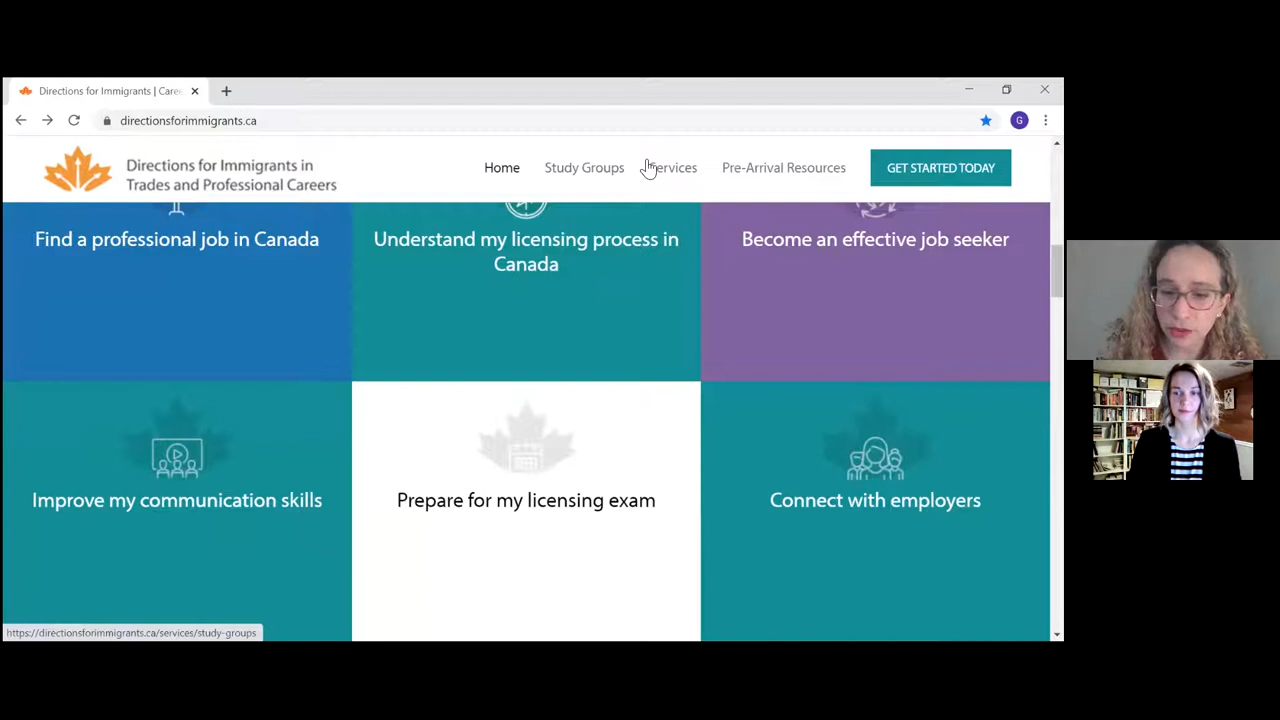 Directions for Immigrants | Caree
directionsforimmigrants.ca
G
Directions for Immigrants in
Trades and Professional Careers
Home
Study Groups
Services
Pre-Arrival Resources
GET STARTED TODAY
Find a professional job in Canada
Understand my licensing process in
Canada
Become an effective job seeker
Improve my communication skills
Prepare for my licensing exam
Connect with employers
https://directionsforimmigrants.ca/services/study-groups